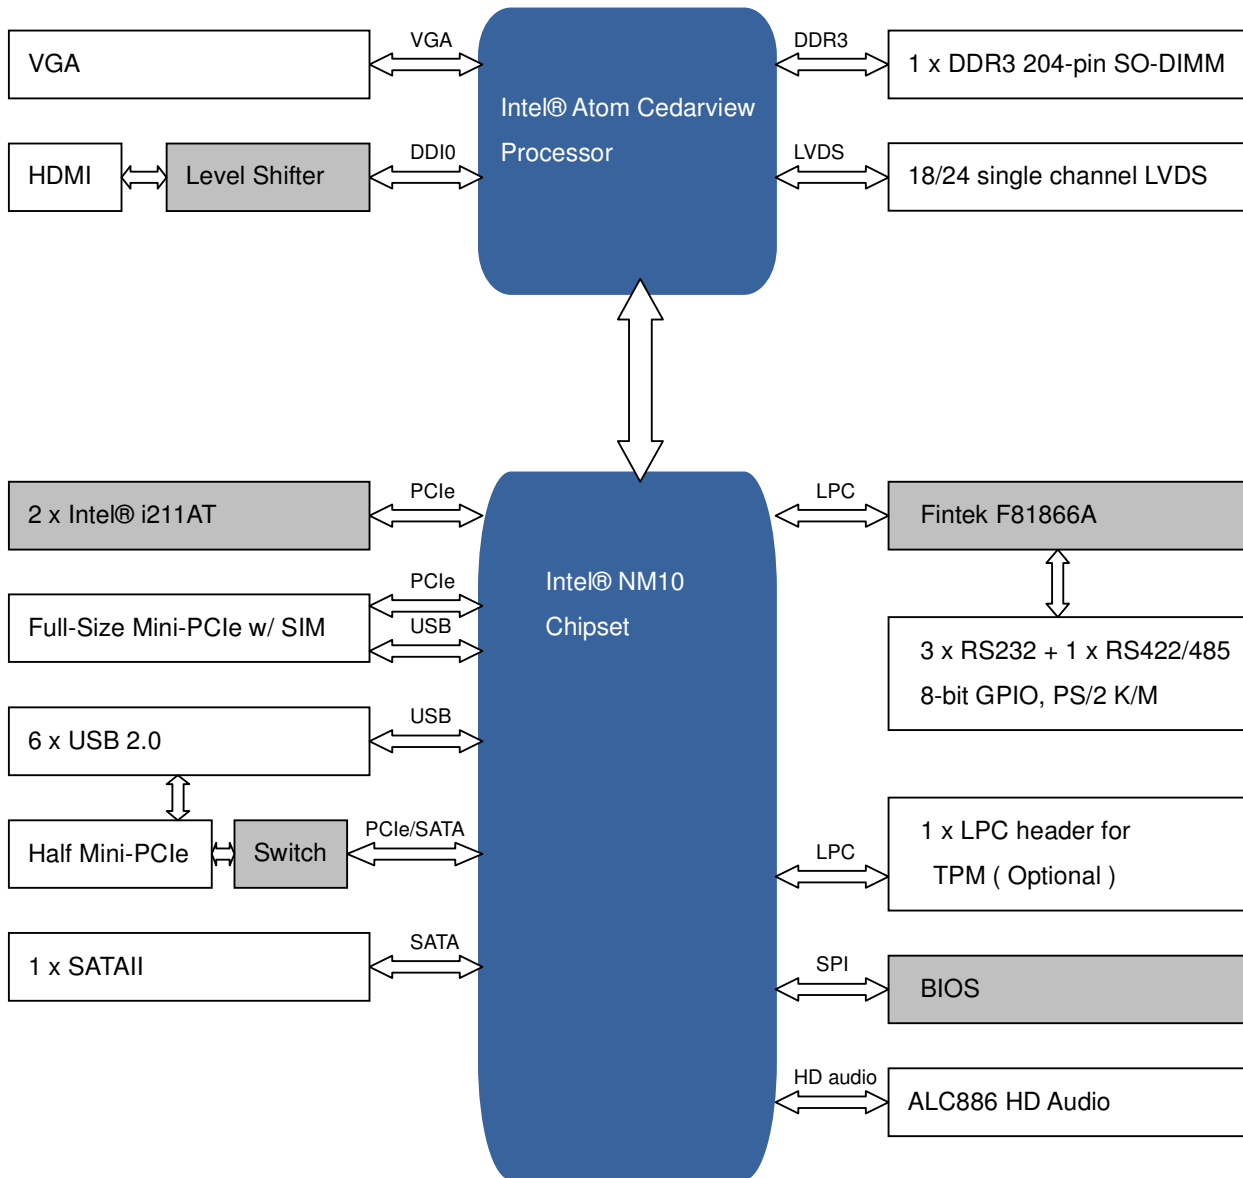 VGA
VGA
HDMI
Level Shifter
DDI0
Intel® Atom Cedarview
Processor
DDR3
1 x DDR3 204-pin SO-DIMM
LVDS
18/24 single channel LVDS
2 x Intel® i211AT
PCIe
Full-Size Mini-PCIe w/ SIM
PCIe
USB
6 x USB 2.0
USB
Half Mini-PCIe
Switch
PCIe/SATA
1 x SATAII
SATA
Intel® NM10
Chipset
LPC
Fintek F81866A
3 x RS232 + 1 x RS422/485
8-bit GPIO, PS/2 K/M
LPC
1 x LPC header for
TPM ( Optional )
SPI
BIOS
HD audio
ALC886 HD Audio